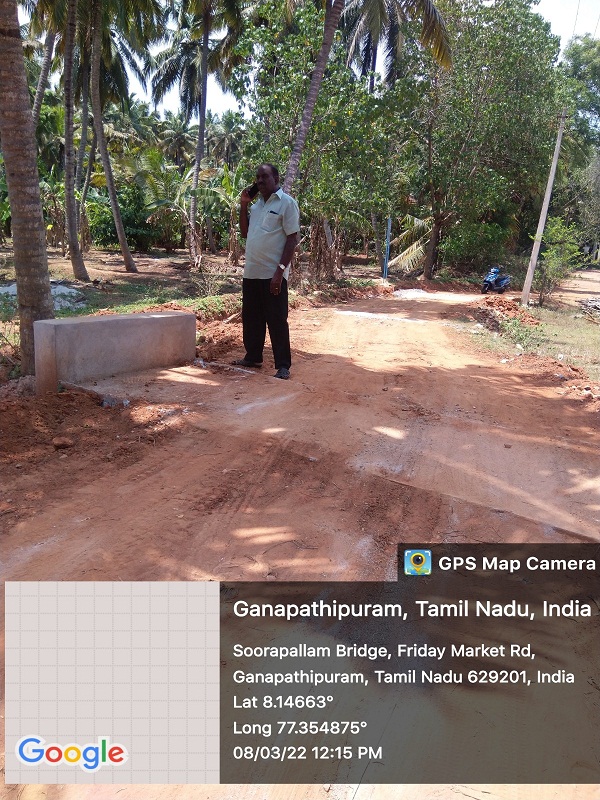 GPS Map Camera
Ganapathipuram, Tamil Nadu, India
Soorapallam Bridge, Friday Market Rd,
Ganapathipuram, Tamil Nadu 629201, India
Lat 8.14663°
Long 77.354875°
08/03/22 12:15 PM
Google